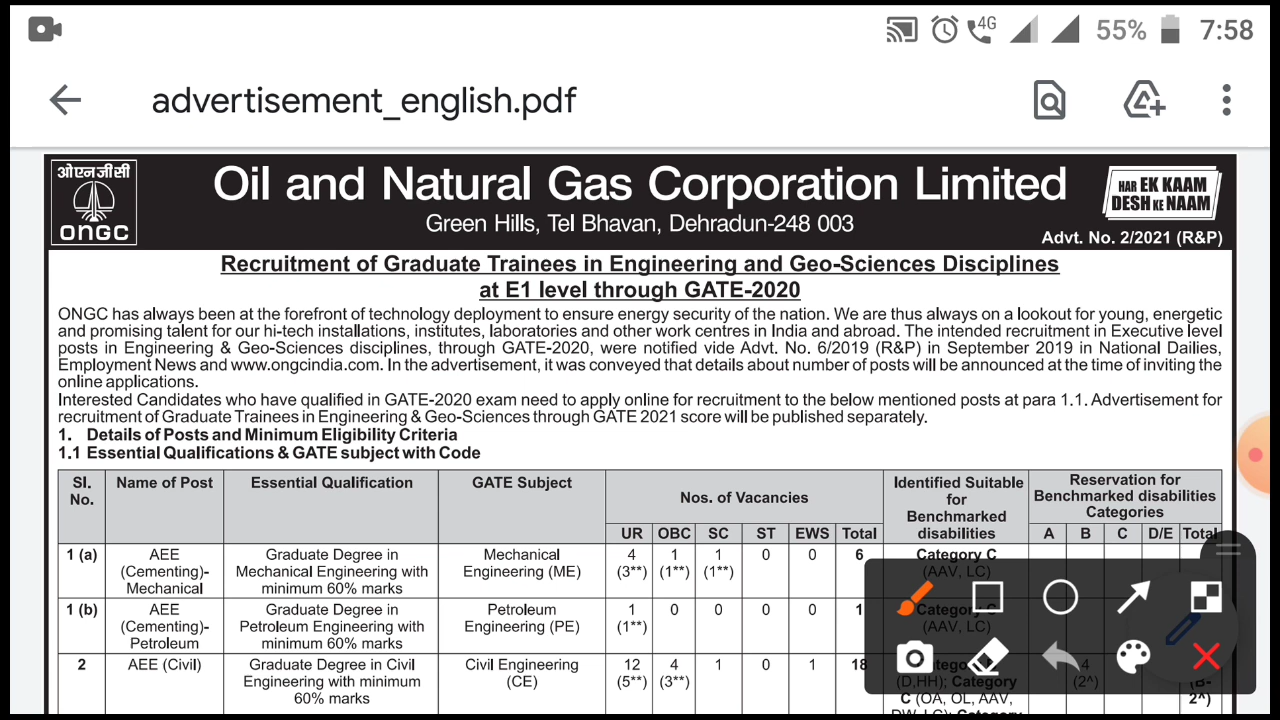 55% 7:58
4G
advertisement_english.pdf
ओएनजीसी
ONGC
Oil and Natural Gas Corporation Limited
Green Hills, Tel Bhavan, Dehradun-248 003
HAR EK KAAM
DESH KE NAAM
Advt. No. 2/2021 (R&P)
Recruitment of Graduate Trainees in Engineering and Geo-Sciences Disciplines
at E1 level through GATE-2020
ONGC has always been at the forefront of technology deployment to ensure energy security of the nation. We are thus always on a lookout for young, energetic
and promising talent for our hi-tech installations, institutes, laboratories and other work centres in India and abroad. The intended recruitment in Executive level
posts in Engineering & Geo-Sciences disciplines, through GATE-2020, were notified vide Advt. No. 6/2019 (R&P) in September 2019 in National Dailies,
Employment News and www.ongcindia.com. In the advertisement, it was conveyed that details about number of posts will be announced at the time of inviting the
online applications.
Interested Candidates who have qualified in GATE-2020 exam need to apply online for recruitment to the below mentioned posts at para 1.1. Advertisement for
recruitment of Graduate Trainees in Engineering & Geo-Sciences through GATE 2021 score will be published separately.
1. Details of Posts and Minimum Eligibility Criteria
1.1 Essential Qualifications & GATE subject with Code
Sl. No. Name of Post Essential Qualification GATE Subject Nos. of Vacancies Identified Suitable for Benchmarked disabilities Reservation for Benchmarked disabilities Categories
UR OBC SC ST EWS Total A B C D/E Total
1 (a) AEE Graduate Degree in Mechanical 4 1 1 0 0 6 Category C
(Cementing)- Mechanical Engineering with Engineering (ME) (3**) (1**) (1**) (AAV, LC)
Mechanical minimum 60% marks
1 (b) AEE Graduate Degree in Petroleum 1 0 0 0 0 1 Category C
(Cementing)- Petroleum Engineering with Engineering (PE) (1**) (AAV, LC)
Petroleum minimum 60% marks
2 AEE (Civil) Graduate Degree in Civil Civil Engineering 12 4 1 0 1 18 4
Engineering with minimum (CE) (5**) (3**) (D,HH); Category (2^) (B-
60% marks C (OA, OL, AAV, 2^)